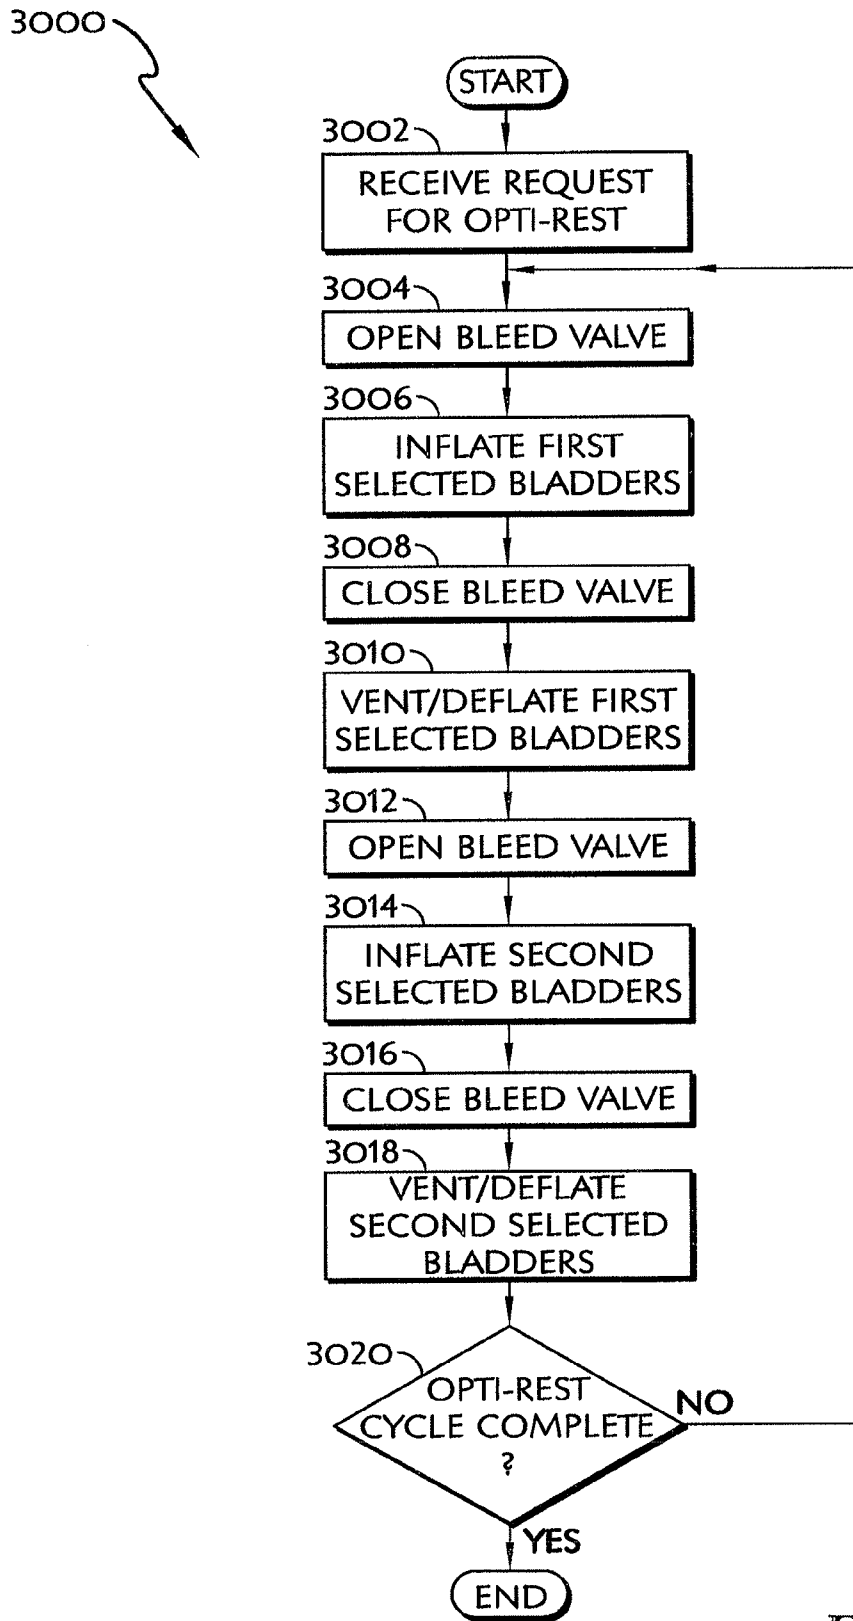 3000
START
3002
RECEIVE REQUEST
FOR OPTI-REST
3004
OPEN BLEED VALVE
3006
INFLATE FIRST
SELECTED BLADDERS
3008
CLOSE BLEED VALVE
3010
VENT/DEFLATE FIRST
SELECTED BLADDERS
3012
OPEN BLEED VALVE
3014
INFLATE SECOND
SELECTED BLADDERS
3016
CLOSE BLEED VALVE
3018
VENT/DEFLATE
SECOND SELECTED
BLADDERS
3020
OPTI-REST
CYCLE COMPLETE
?
NO
YES
END